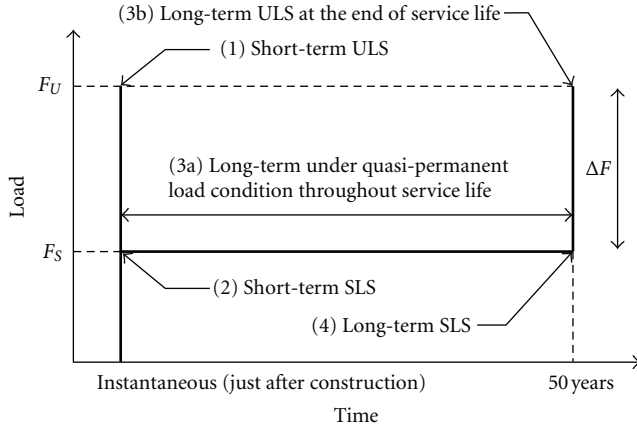 (3b) Long-term ULS at the end of service life
(1) Short-term ULS
F_U
(3a) Long-term under quasi-permanent
load condition throughout service life
ΔF
Load
F_S
(2) Short-term SLS
(4) Long-term SLS
Instantaneous (just after construction)
50 years
Time